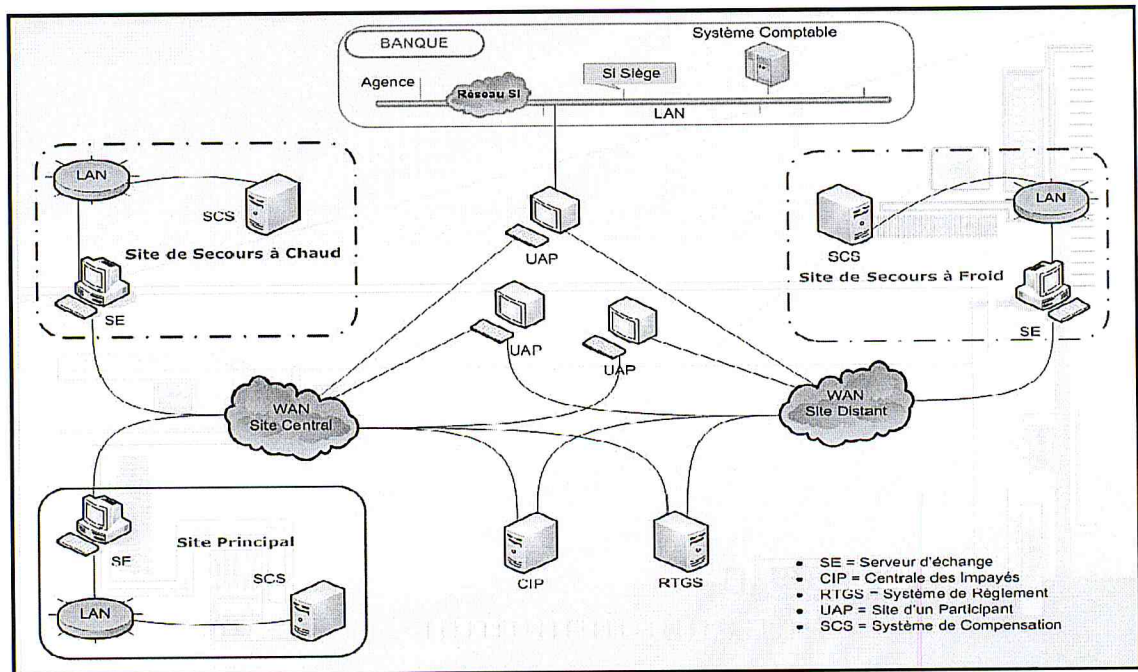 BANQUE
Système Comptable
Agence
SI Siège
Réseau SI
LAN
LAN
SCS
Site de Secours à Chaud
SE
UAP
UAP
UAP
SCS
LAN
Site de Secours à Froid
SE
WAN
Site Central
WAN
Site Distant
SE
Site Principal
SCS
LAN
CIP
RTGS
• SE = Serveur d'échange
• CIP = Centrale des Impayés
• RTGS = Système de Règlement
• UAP = Site d'un Participant
• SCS = Système de Compensation